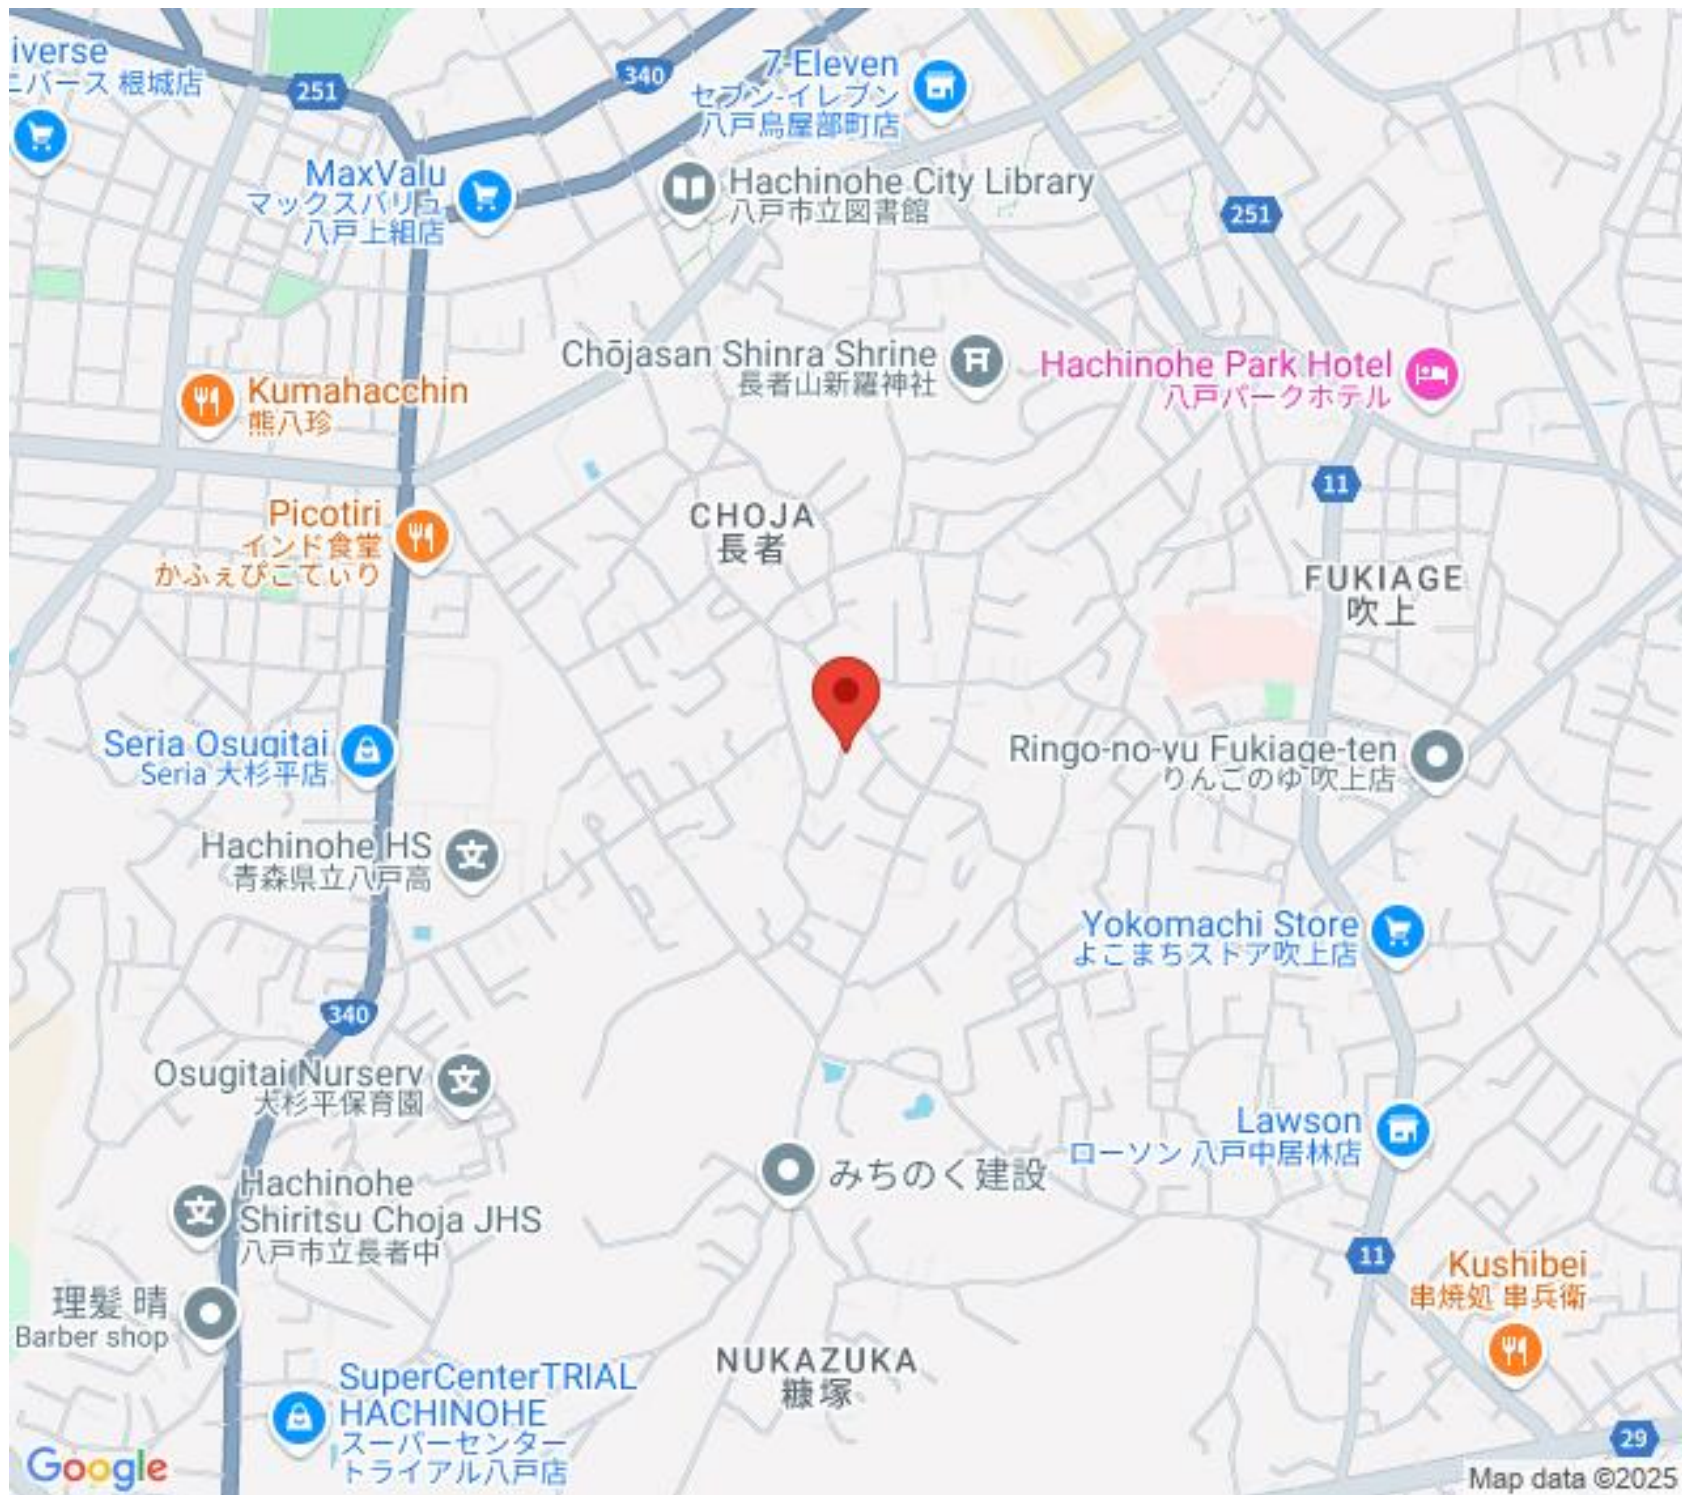 iverse
ニバース 根城店
251
340
7-Eleven
セブン-イレブン
八戸鳥屋部町店
MaxValu
マックスバリュ
八戸上組店
Hachinohe City Library
八戸市立図書館
251
Chōjasan Shinra Shrine
長者山新羅神社
Hachinohe Park Hotel
八戸パークホテル
Kumahacchin
熊八珍
11
Picotiri
インド食堂
かふぇぴこてぃり
CHOJA
長者
FUKIAGE
吹上
Seria Osugitai
Seria 大杉平店
Ringo-no-yu Fukiage-ten
りんごのゆ 吹上店
Hachinohe HS
青森県立八戸高
Yokomachi Store
よこまちストア吹上店
340
Osugitai Nursery
大杉平保育園
Lawson
ローソン 八戸中居林店
みちのく建設
Hachinohe
Shiritsu Choja JHS
八戸市立長者中
11
Kushibei
串焼処 串兵衛
理髪 晴
Barber shop
NUKAZUKA
糠塚
SuperCenterTRIAL
HACHINOHE
スーパーセンター
トライアル八戸店
29
Google
Map data ©2025